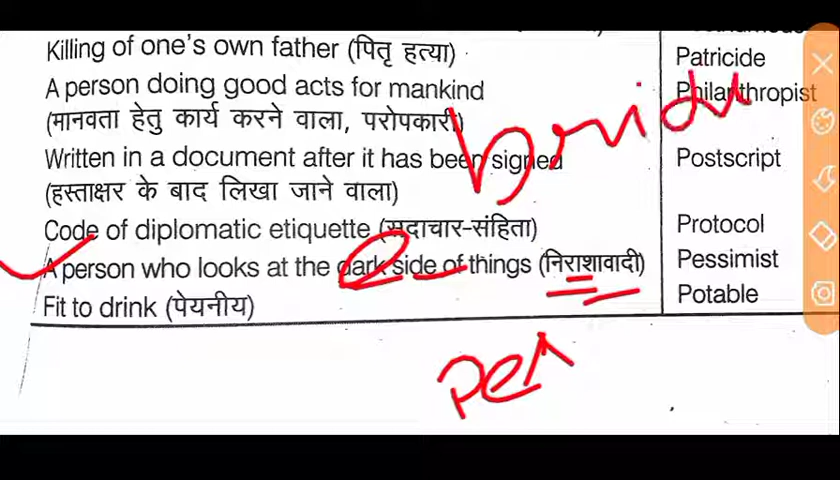 Killing of one's own father (पितृ हत्या) Patricide
A person doing good acts for mankind Philanthropist
(मानवता हेतु कार्य करने वाला, परोपकारी)
Written in a document after it has been signed Postscript
(हस्ताक्षर के बाद लिखा जाने वाला)
Code of diplomatic etiquette (सदाचार-संहिता) Protocol
A person who looks at the dark side of things (निराशावादी) Pessimist
Fit to drink (पेयनीय) Potable